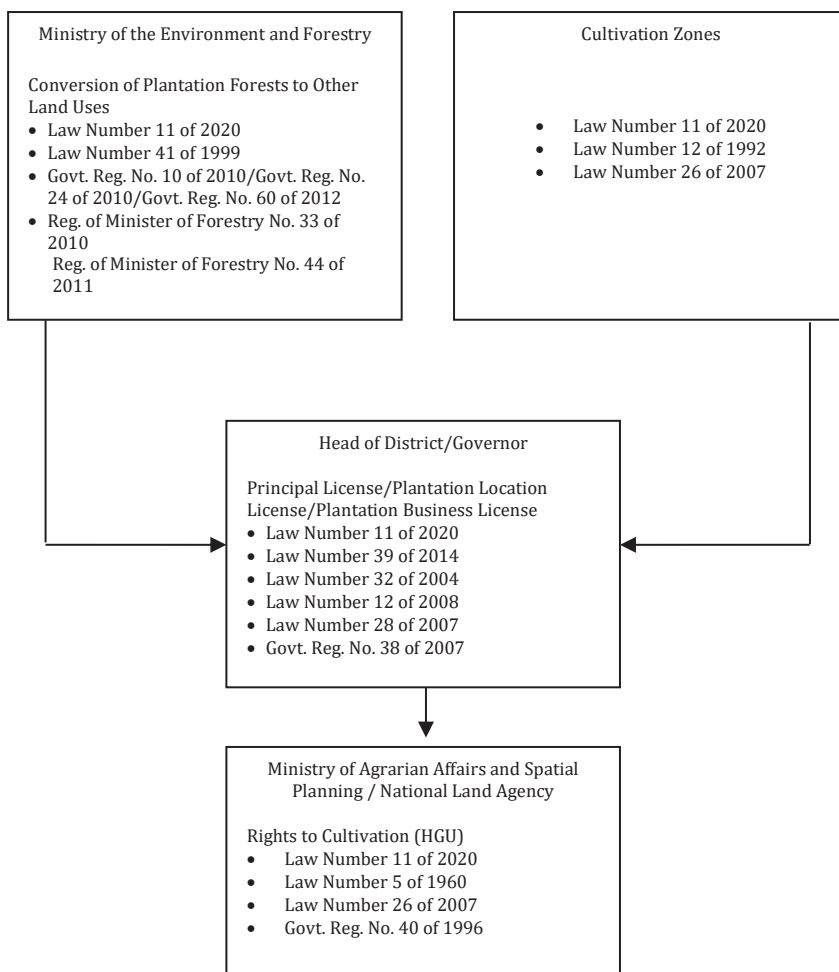 Ministry of the Environment and Forestry
Conversion of Plantation Forests to Other
Land Uses
• Law Number 11 of 2020
• Law Number 41 of 1999
• Govt. Reg. No. 10 of 2010/Govt. Reg. No.
24 of 2010/Govt. Reg. No. 60 of 2012
• Reg. of Minister of Forestry No. 33 of
2010
Reg. of Minister of Forestry No. 44 of
2011
Cultivation Zones
• Law Number 11 of 2020
• Law Number 12 of 1992
• Law Number 26 of 2007
Head of District/Governor
Principal License/Plantation Location
License/Plantation Business License
• Law Number 11 of 2020
• Law Number 39 of 2014
• Law Number 32 of 2004
• Law Number 12 of 2008
• Law Number 28 of 2007
• Govt. Reg. No. 38 of 2007
Ministry of Agrarian Affairs and Spatial
Planning / National Land Agency
Rights to Cultivation (HGU)
• Law Number 11 of 2020
• Law Number 5 of 1960
• Law Number 26 of 2007
• Govt. Reg. No. 40 of 1996